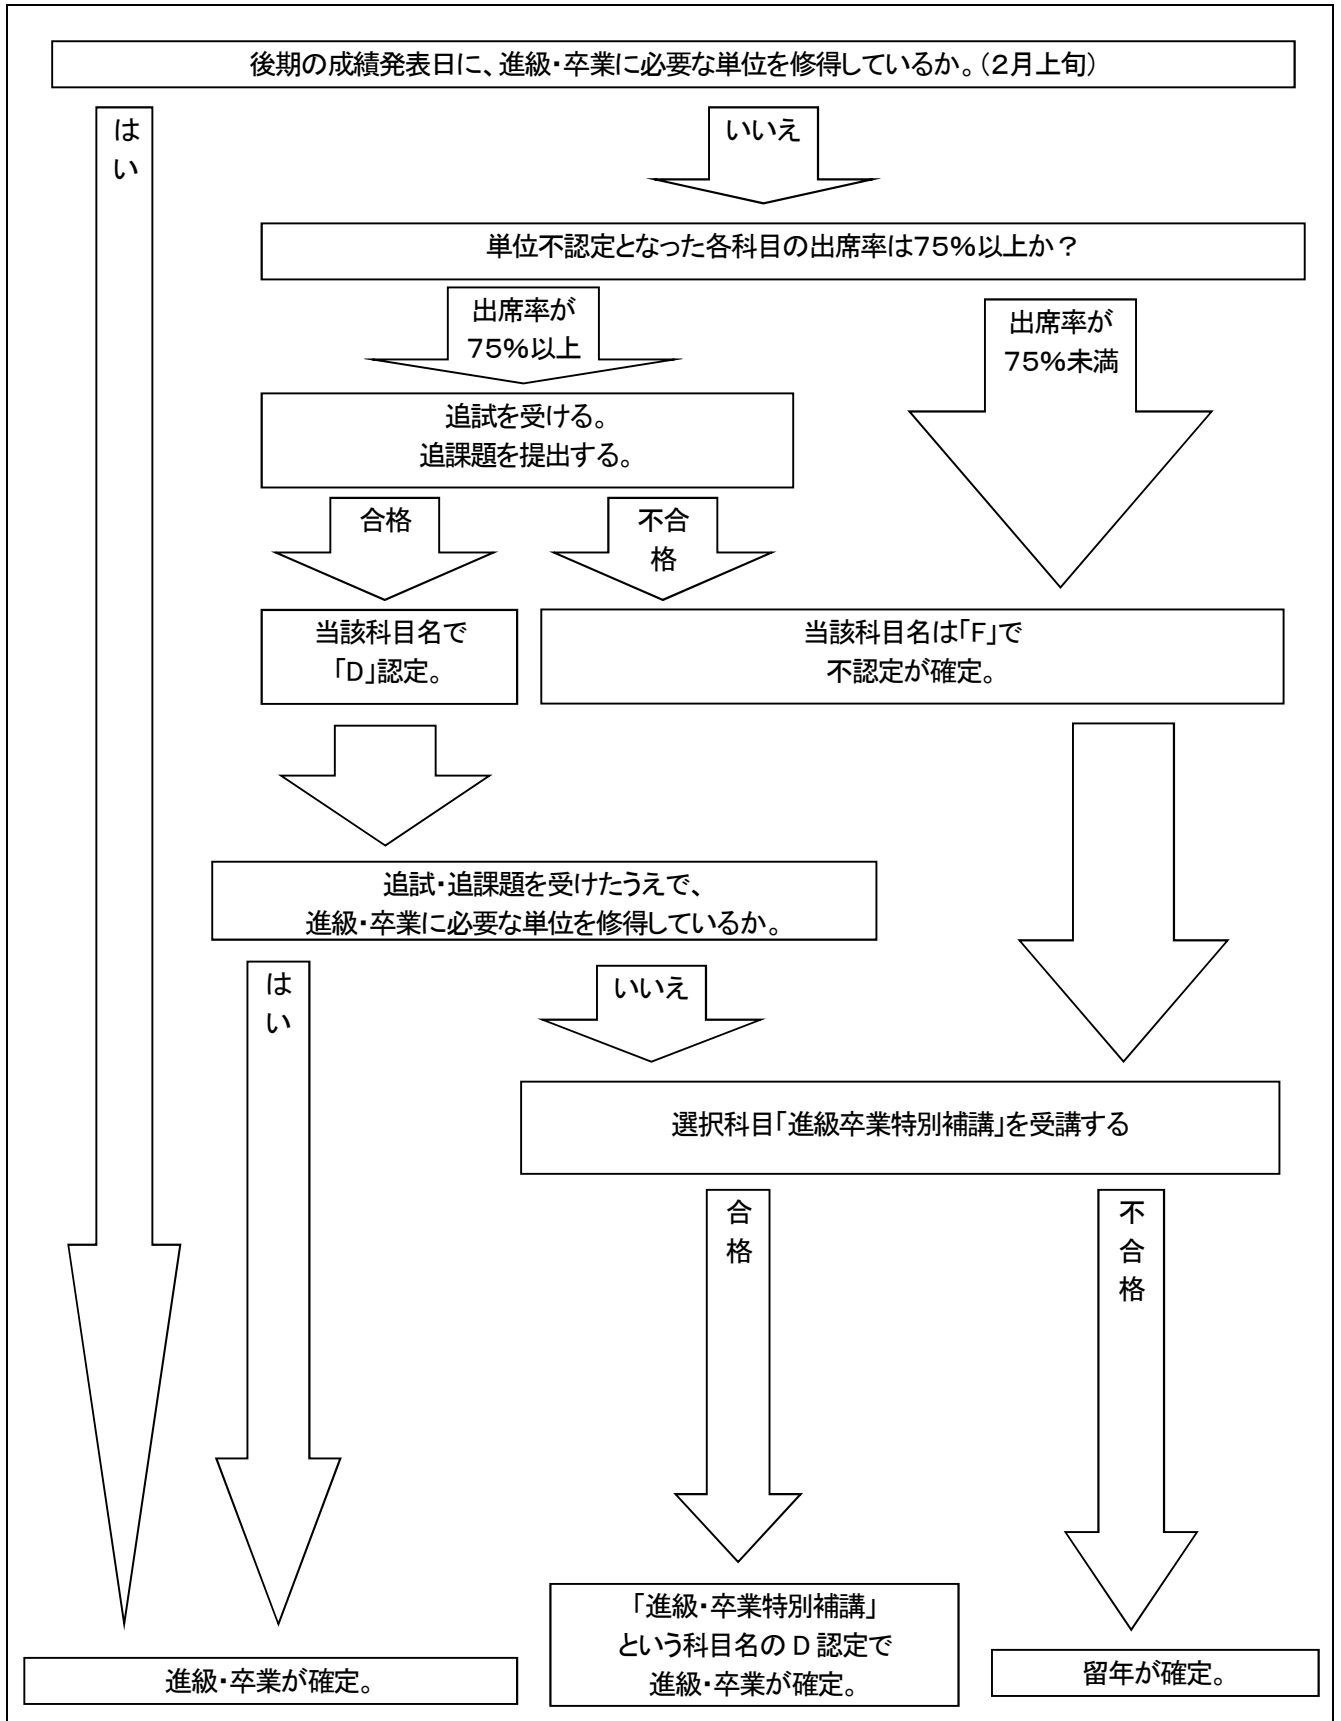 後期の成績発表日に、進級・卒業に必要な単位を修得しているか。(2月上旬)
は
い
いいえ
単位不認定となった各科目の出席率は75%以上か?
出席率が
75%以上
出席率が
75%未満
追試を受ける。
追課題を提出する。
合格
不合
格
当該科目名で
「D」認定。
当該科目名は「F」で
不認定が確定。
追試・追課題を受けたうえで、
進級・卒業に必要な単位を修得しているか。
は
い
いいえ
選択科目「進級卒業特別補講」を受講する
合
格
不
合
格
「進級・卒業特別補講」
という科目名の D 認定で
進級・卒業が確定。
進級・卒業が確定。
留年が確定。